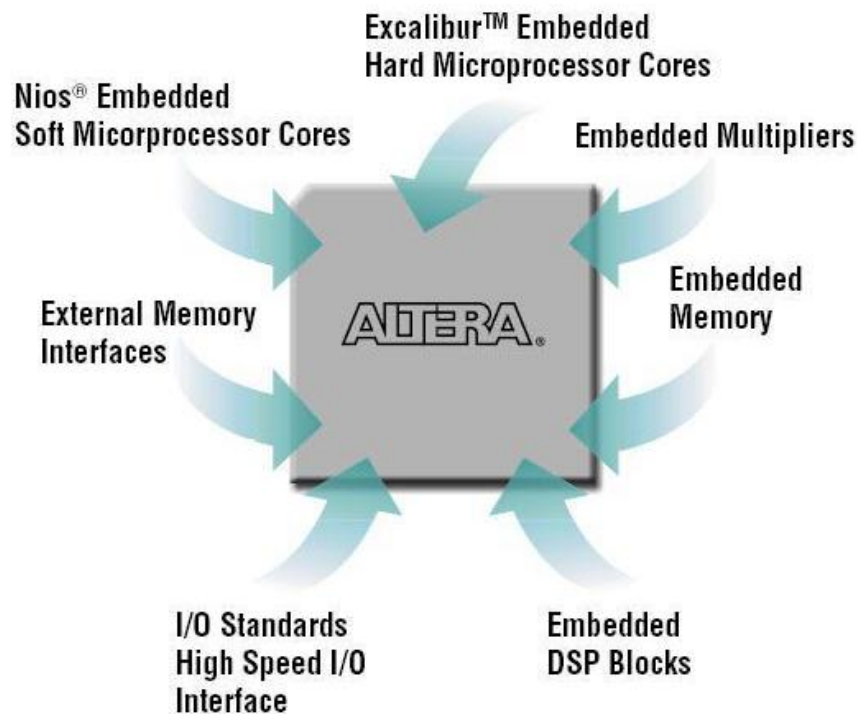 Excalibur™ Embedded
Hard Microprocessor Cores
Nios® Embedded
Soft Micorprocessor Cores
Embedded Multipliers
Embedded
Memory
External Memory
Interfaces
ALTERA®
I/O Standards
High Speed I/O
Interface
Embedded
DSP Blocks